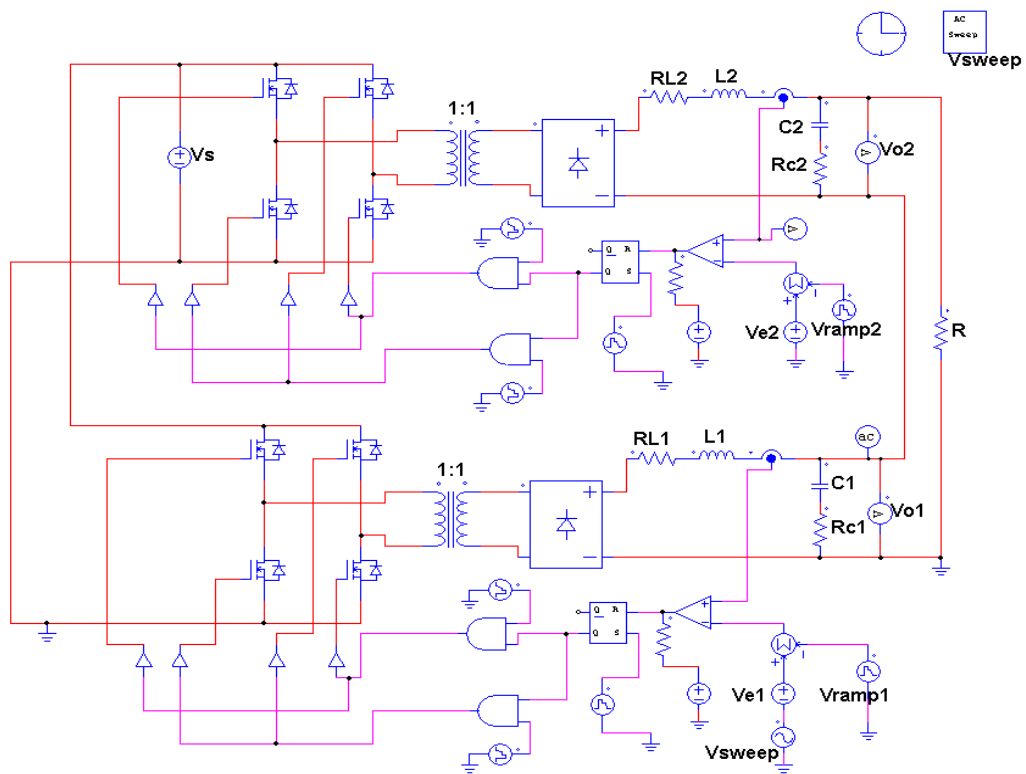 AC
Sweep
Vsweep
RL2
L2
1:1
C2
Vs
Vo2
Rc2
V
V
Q
R
Q
S
Ve2
Vramp2
R
RL1
L1
ac
1:1
C1
Vo1
V
Rc1
Q
R
Q
S
Ve1
Vramp1
Vsweep